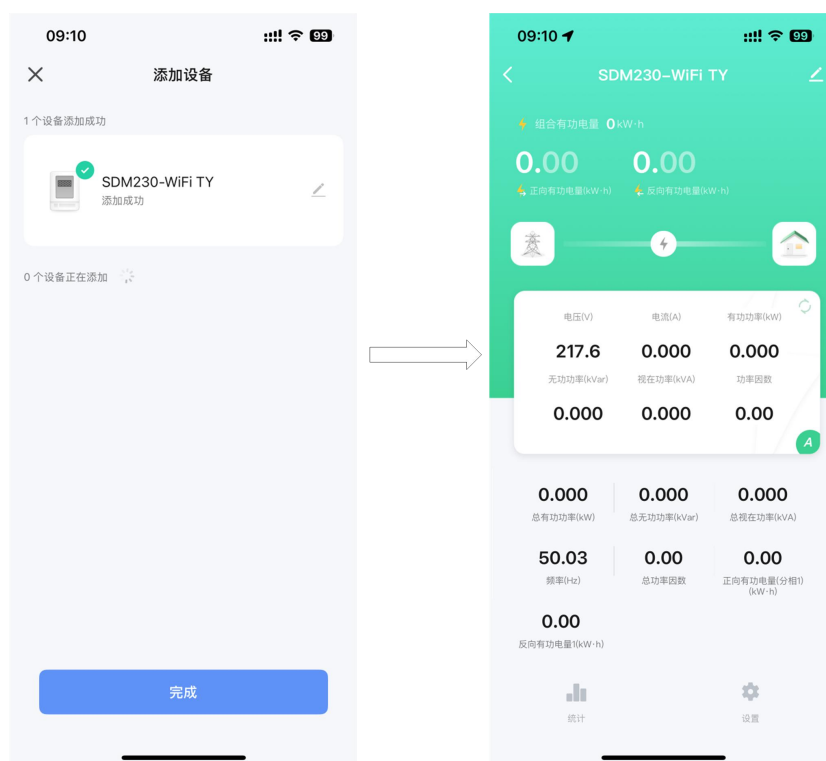 09:10
99
添加设备
1 个设备添加成功
SDM230-WiFi TY
添加成功
0 个设备正在添加
完成
09:10
99
SDM230-WiFi TY
组合有功电量 0 kW·h
0.00 0.00
正向有功电量(kW·h) 反向有功电量(kW·h)
电压(V) 电流(A) 有功功率(kW)
217.6 0.000 0.000
无功功率(kVar) 视在功率(kVA) 功率因数
0.000 0.000 0.00
A
0.000 0.000 0.000
总有功功率(kW) 总无功功率(kVar) 总视在功率(kVA)
50.03 0.00 0.00
频率(Hz) 总功率因数 正向有功电量(分相1)
(kW·h)
0.00
反向有功电量1(kW·h)
统计 设置